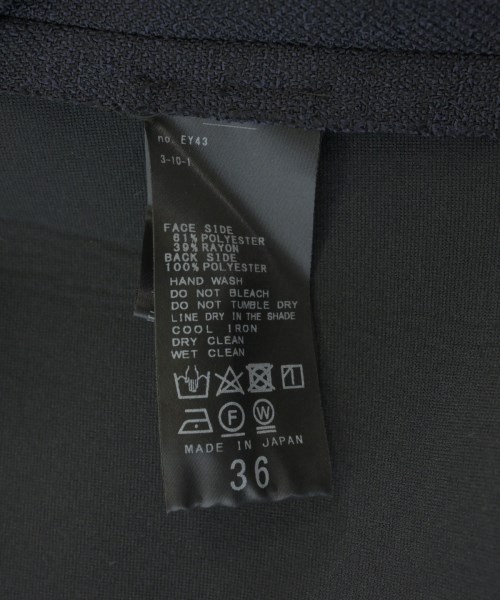 no. EY43
3-10-1
FACE SIDE
61% POLYESTER
39% RAYON
BACK SIDE
100% POLYESTER
HAND WASH
DO NOT BLEACH
DO NOT TUMBLE DRY
LINE DRY IN THE SHADE
COOL IRON
DRY CLEAN
WET CLEAN
F W
MADE IN JAPAN
36